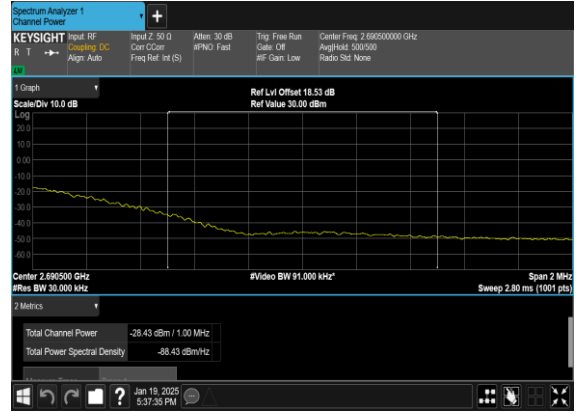 Spectrum Analyzer 1
Channel Power
+
KEYSIGHT Input: RF Input Z: 50 Ω Atten: 30 dB Trig: Free Run Center Freq: 2.690500000 GHz
R T Coupling: DC Corr CCorr #PNO: Fast Gate: Off Avg|Hold: 500/500
Align: Auto Freq Ref: Int (S) #IF Gain: Low Radio Std: None
1 Graph
Scale/Div 10.0 dB
Ref Lvl Offset 18.53 dB
Ref Value 30.00 dBm
Log
20.0
10.0
0.00
-10.0
-20.0
-30.0
-40.0
-50.0
-60.0
Center 2.690500 GHz #Video BW 91.000 kHz* Span 2 MHz
#Res BW 30.000 kHz Sweep 2.80 ms (1001 pts)
2 Metrics
Total Channel Power -28.43 dBm / 1.00 MHz
Total Power Spectral Density -88.43 dBm/Hz
?
Jan 19, 2025
5:37:35 PM